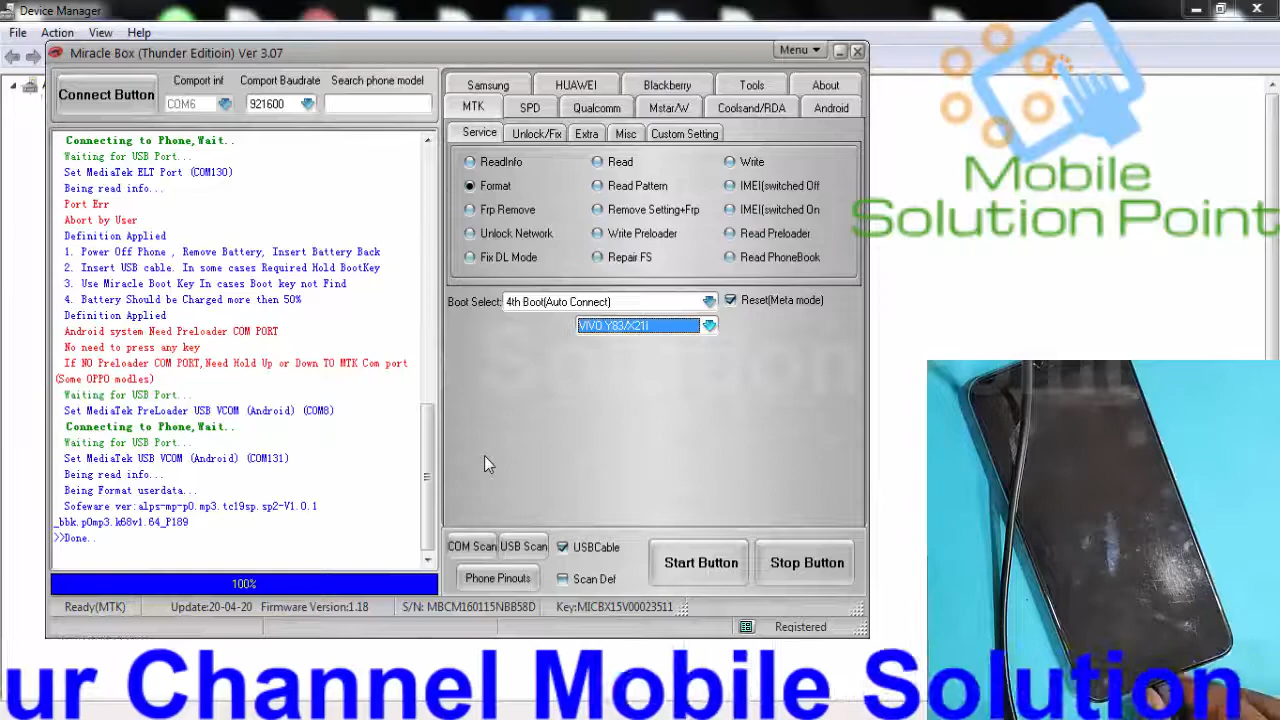 Device Manager
File Action View Help
Miracle Box (Thunder Editioin) Ver 3.07
Menu
Connect Button
Comport inf Comport Baudrate Search phone model
COM6 921600
Connecting to Phone,Wait..
Waiting for USB Port...
Set MediaTek ELT Port (COM130)
Being read info...
Port Err
Abort by User
Definition Applied
1. Power Off Phone , Remove Battery, Insert Battery Back
2. Insert USB cable. In some cases Required Hold BootKey
3. Use Miracle Boot Key In cases Boot key not Find
4. Battery Should be Charged more then 50%
Definition Applied
Android system Need Preloader COM PORT
No need to press any key
If NO Preloader COM PORT,Need Hold Up or Down TO MTK Com port
(Some OPPO modles)
Waiting for USB Port...
Set MediaTek PreLoader USB VCOM (Android) (COM8)
Connecting to Phone,Wait..
Waiting for USB Port...
Set MediaTek USB VCOM (Android) (COM131)
Being read info...
Being Format userdata...
Sofeware ver:alps-mp-p0.mp3.tc19sp.sp2-V1.0.1
_bbk.p0mp3.k68v1.64_P189
>>Done..
100%
Samsung HUAWEI Blackberry Tools About
MTK SPD Qualcomm Mstar/W Coolsand/RDA Android
Service Unlock/Fix Extra Misc Custom Setting
ReadInfo Read Write
Format Read Pattern IMEI(switched Off
Frp Remove Remove Setting+Frp IMEI(switched On
Unlock Network Write Preloader Read Preloader
Fix DL Mode Repair FS Read PhoneBook
Boot Select: 4th Boot(Auto Connect) Reset(Meta mode)
VIVO Y83/X21i
COM Scan USB Scan USBCable
Phone Pinouts Scan Def
Start Button Stop Button
Ready(MTK) Update:20-04-20 Firmware Version:1.18 S/N: MBCM160115NBB58D Key:MICBX15V00023511
Registered
Mobile
Solution Point
ur Channel Mobile Solution